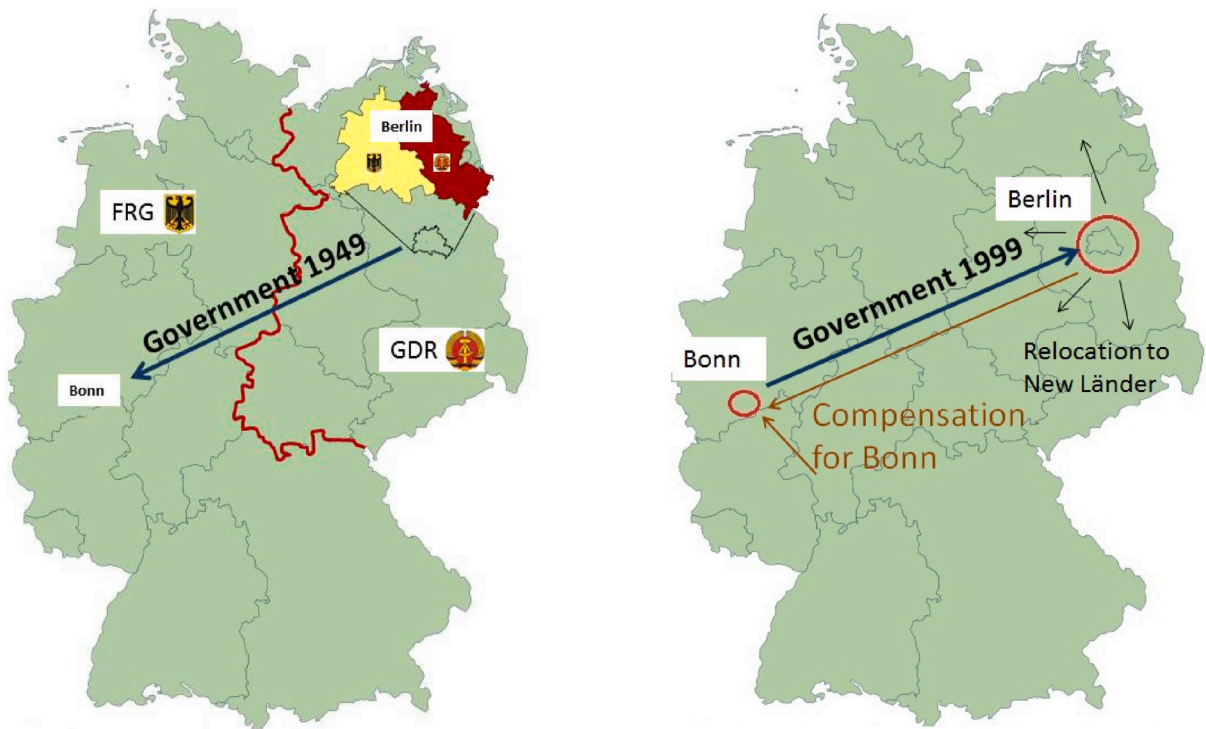 Berlin
FRG
Government 1949
GDR
Bonn
Berlin
Government 1999
Bonn
Relocation to
New Länder
Compensation
for Bonn